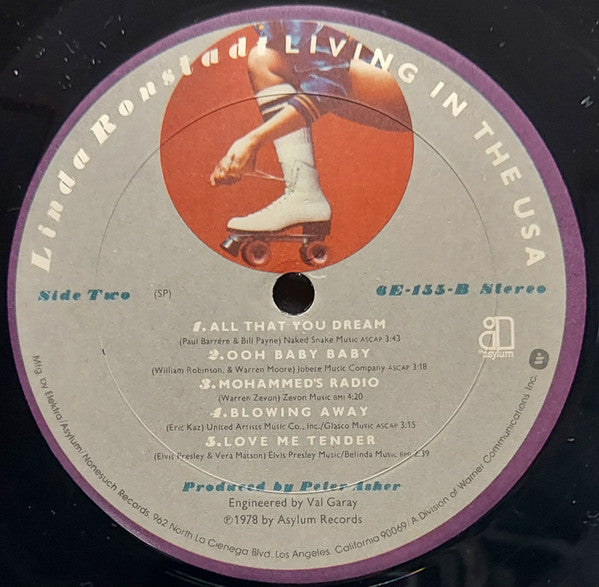 Linda Ronstadt LIVING IN THE USA
Side Two (SP) 6E-155-B Stereo
asylum
1. ALL THAT YOU DREAM
(Paul Barrére & Bill Payne) Naked Snake Music ASCAP 3:43
2. OOH BABY BABY
(William Robinson, & Warren Moore) Jobete Music Company ASCAP 3:18
3. MOHAMMED'S RADIO
(Warren Zevon) Zevon Music BMI 4:20
4. BLOWING AWAY
(Eric Kaz) United Artists Music Co., Inc./Glasco Music ASCAP 3:15
5. LOVE ME TENDER
(Elvis Presley & Vera Matson) Elvis Presley Music/Belinda Music BMI 2:39
Produced by Peter Asher
Engineered by Val Garay
℗1978 by Asylum Records
Mfg. by Elektra/Asylum/Nonesuch Records. 962 North La Cienega Blvd. Los Angeles. California 90069/A Division of Warner Communications Inc.